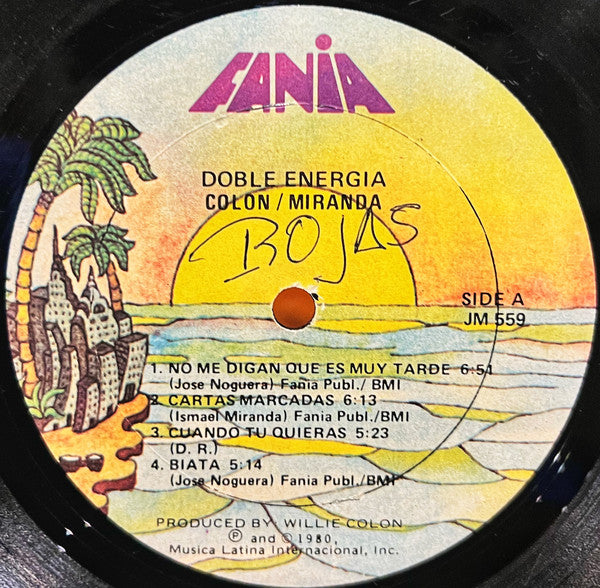 FANIA
DOBLE ENERGIA
COLON / MIRANDA
ROJAS
SIDE A
JM 559
1. NO ME DIGAN QUE ES MUY TARDE 6:51
(Jose Noguera) Fania Publ./BMI
2. CARTAS MARCADAS 6:13
(Ismael Miranda) Fania Publ./BMI
3. CUANDO TU QUIERAS 5:23
(D. R.)
4. BIATA 5:14
(Jose Noguera) Fania Publ./BMI
PRODUCED BY: WILLIE COLON
Ⓟ and © 1980,
Musica Latina Internacional, Inc.